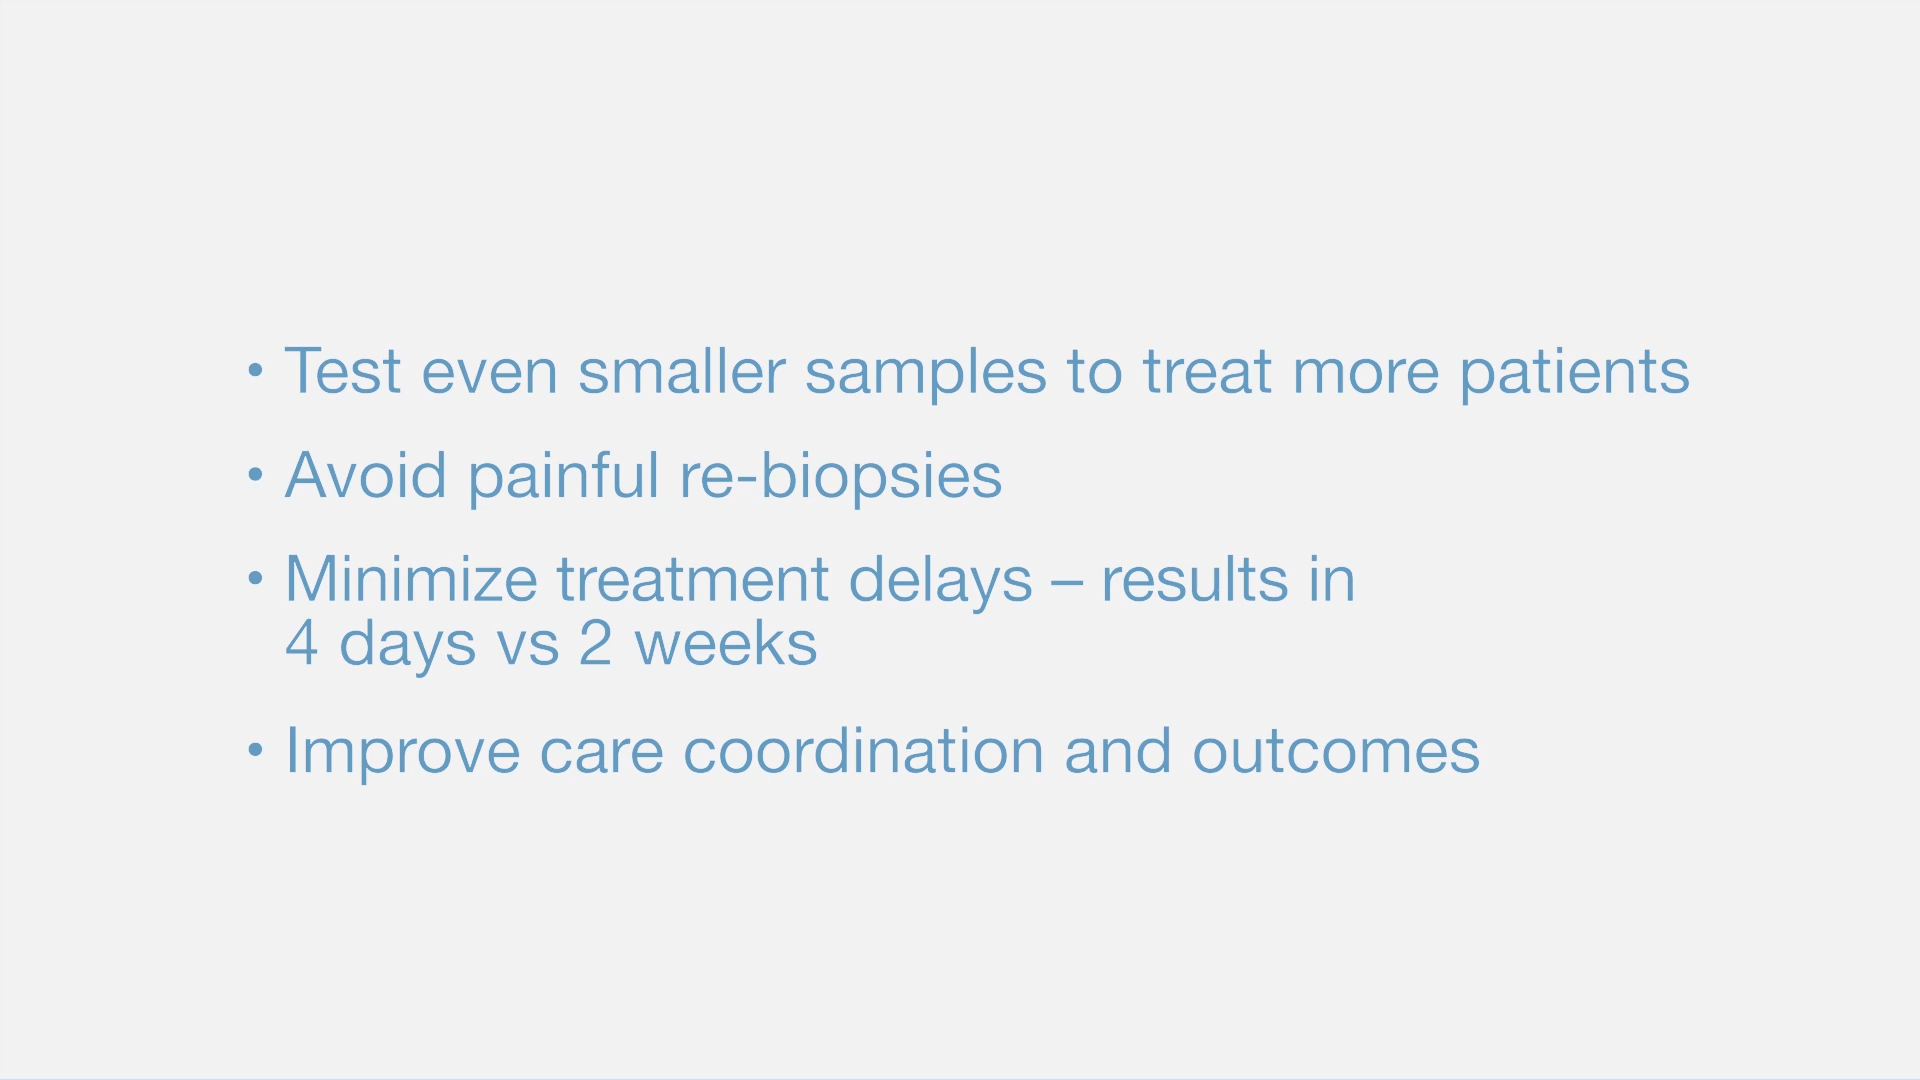 • Test even smaller samples to treat more patients
• Avoid painful re-biopsies
• Minimize treatment delays – results in
4 days vs 2 weeks
• Improve care coordination and outcomes